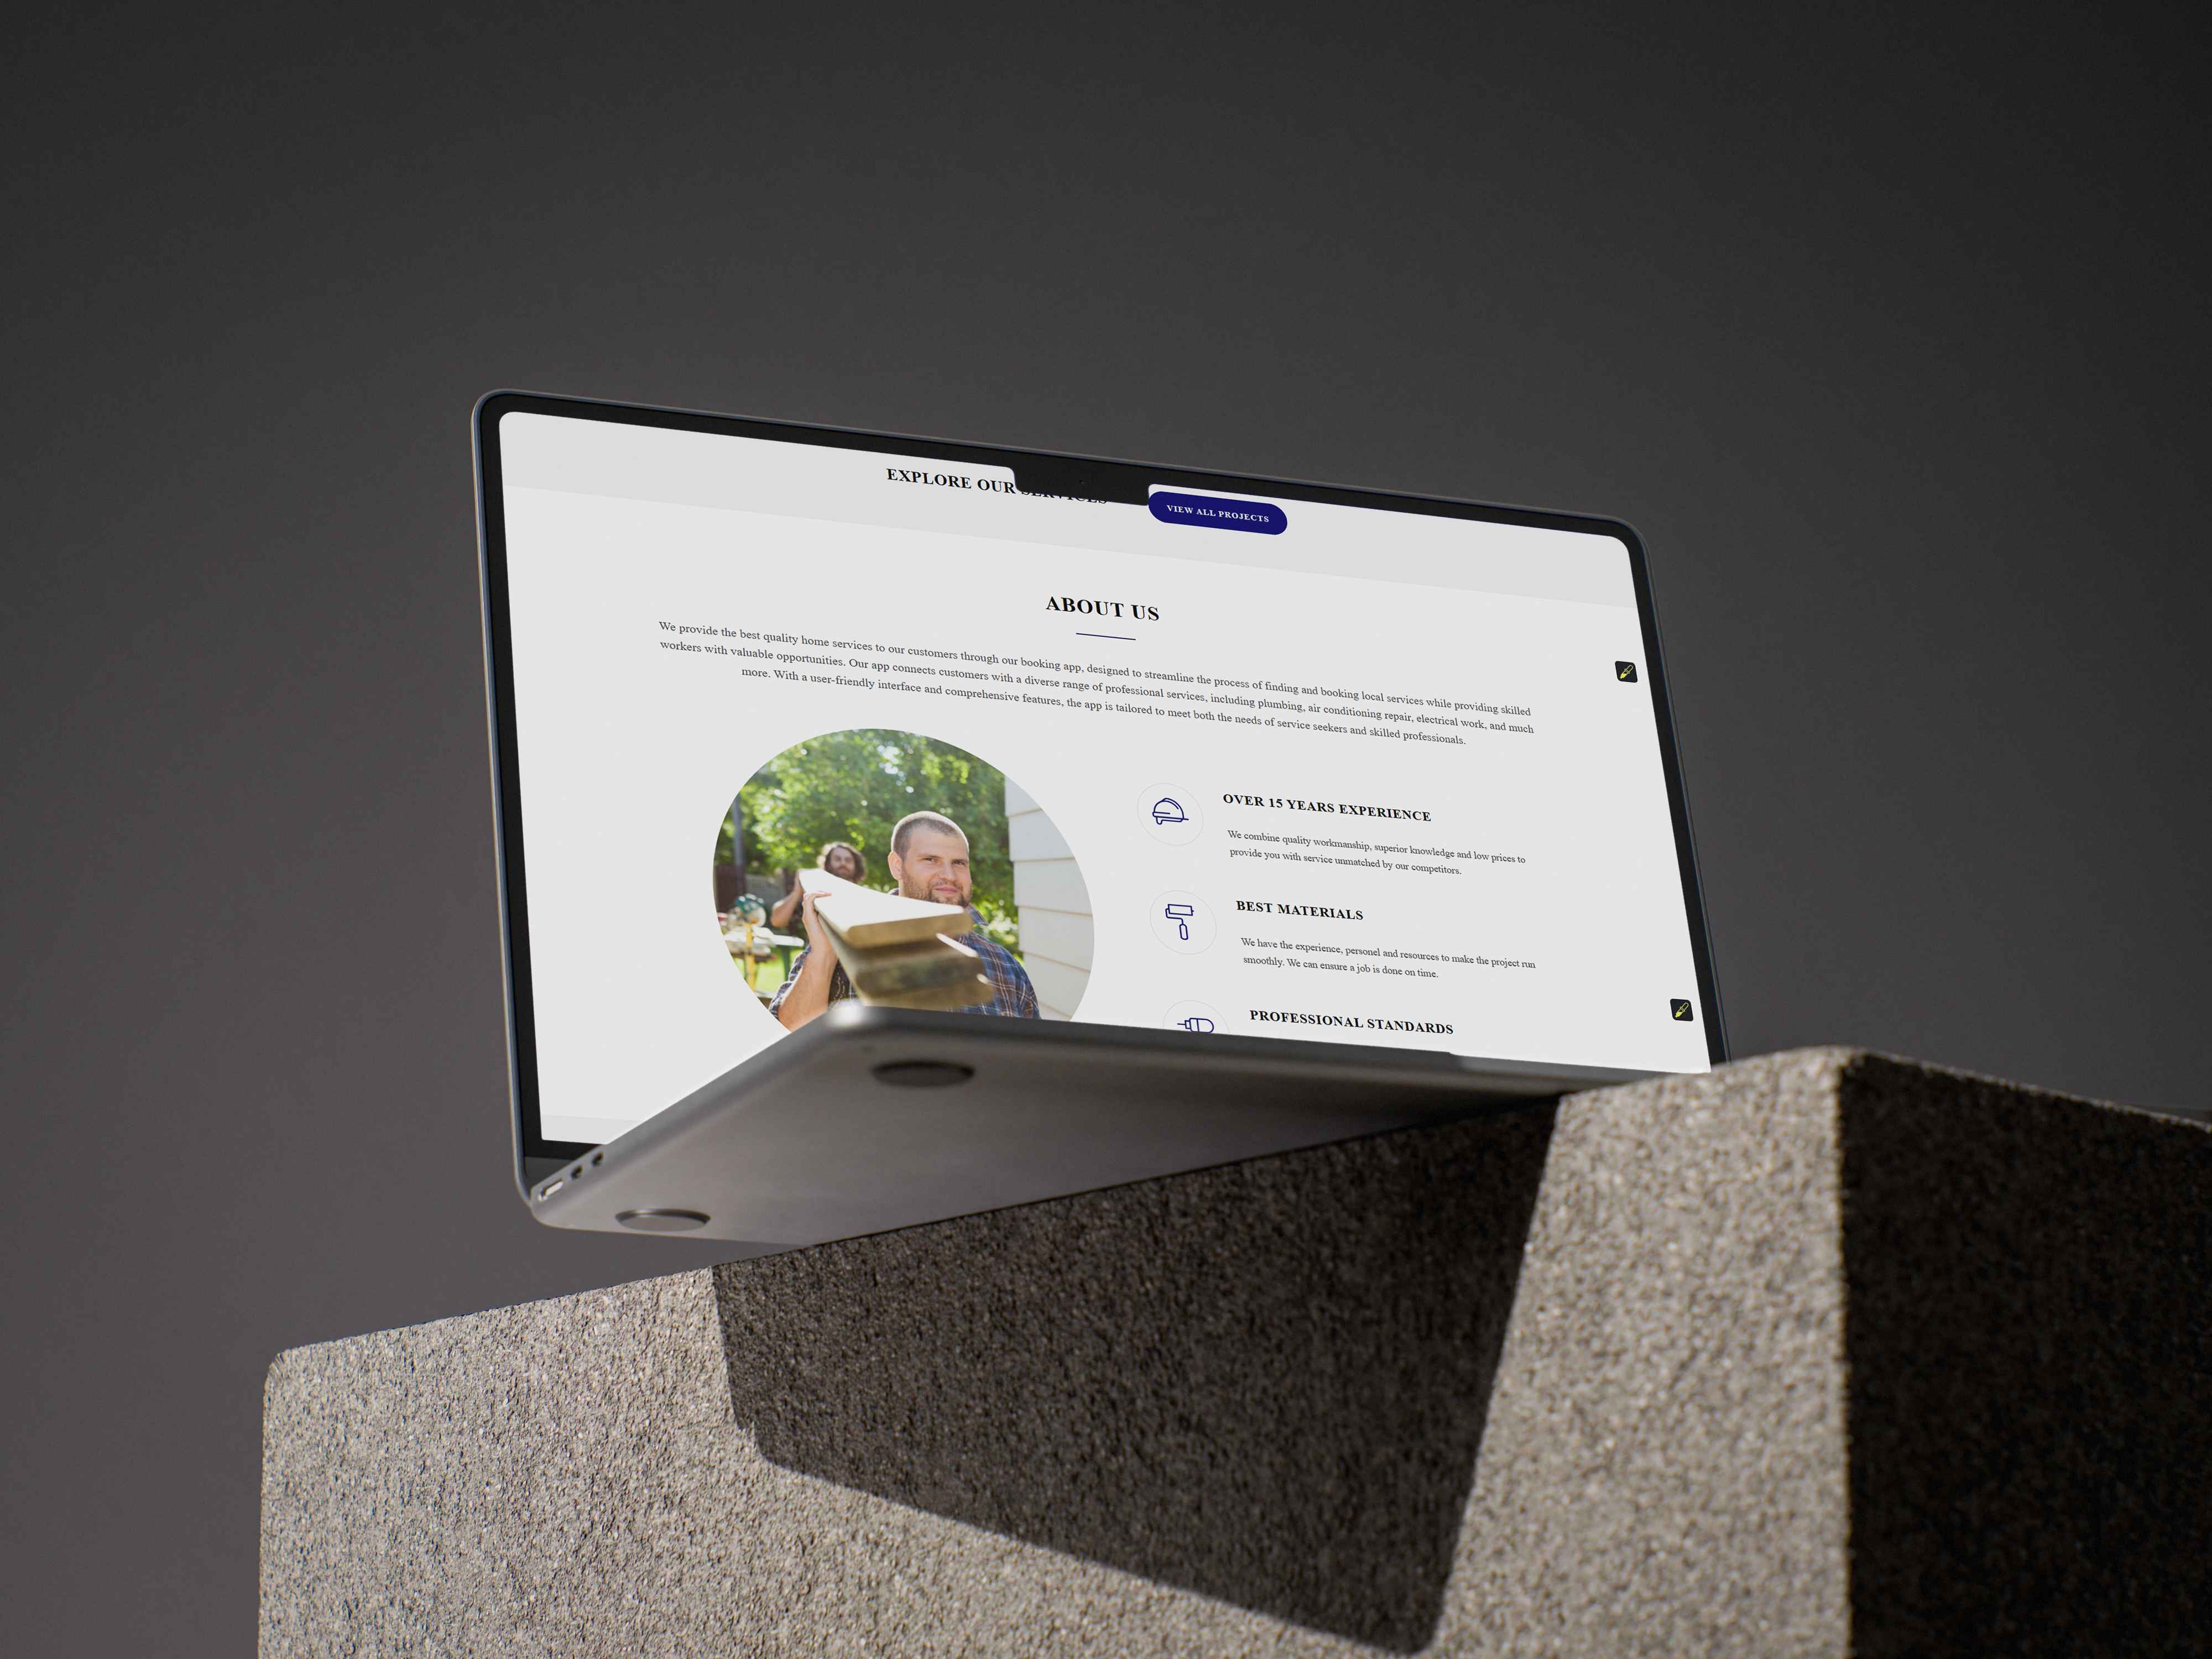 EXPLORE OUR SERVICES
VIEW ALL PROJECTS
ABOUT US
We provide the best quality home services to our customers through our booking app, designed to streamline the process of finding and booking local services while providing skilled
workers with valuable opportunities. Our app connects customers with a diverse range of professional services, including plumbing, air conditioning repair, electrical work, and much
more. With a user-friendly interface and comprehensive features, the app is tailored to meet both the needs of service seekers and skilled professionals.
OVER 15 YEARS EXPERIENCE
We combine quality workmanship, superior knowledge and low prices to
provide you with service unmatched by our competitors.
BEST MATERIALS
We have the experience, personel and resources to make the project run
smoothly. We can ensure a job is done on time.
PROFESSIONAL STANDARDS